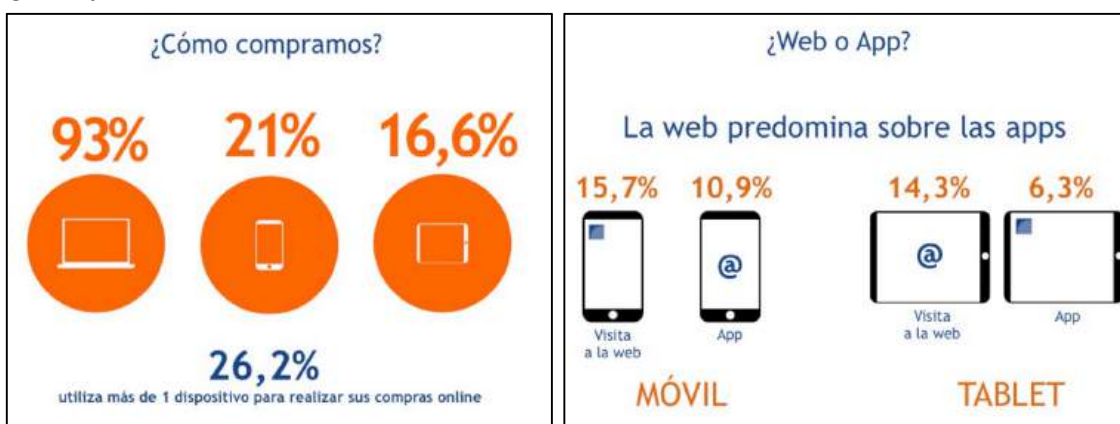 ¿Cómo compramos?
93% 21% 16,6%
26,2%
utiliza más de 1 dispositivo para realizar sus compras online
¿Web o App?
La web predomina sobre las apps
15,7% 10,9% 14,3% 6,3%
@ @
Visita
a la web
App
Visita
a la web
App
MÓVIL TABLET